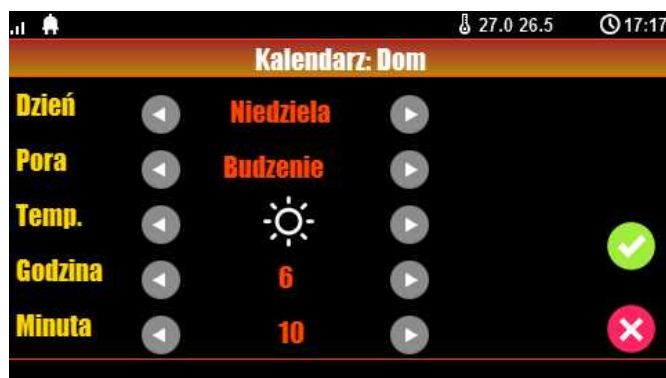 27.0 26.5 17:17
Kalendarz: Dom
Dzień Niedziela
Pora Budzenie
Temp.
Godzina 6
Minuta 10